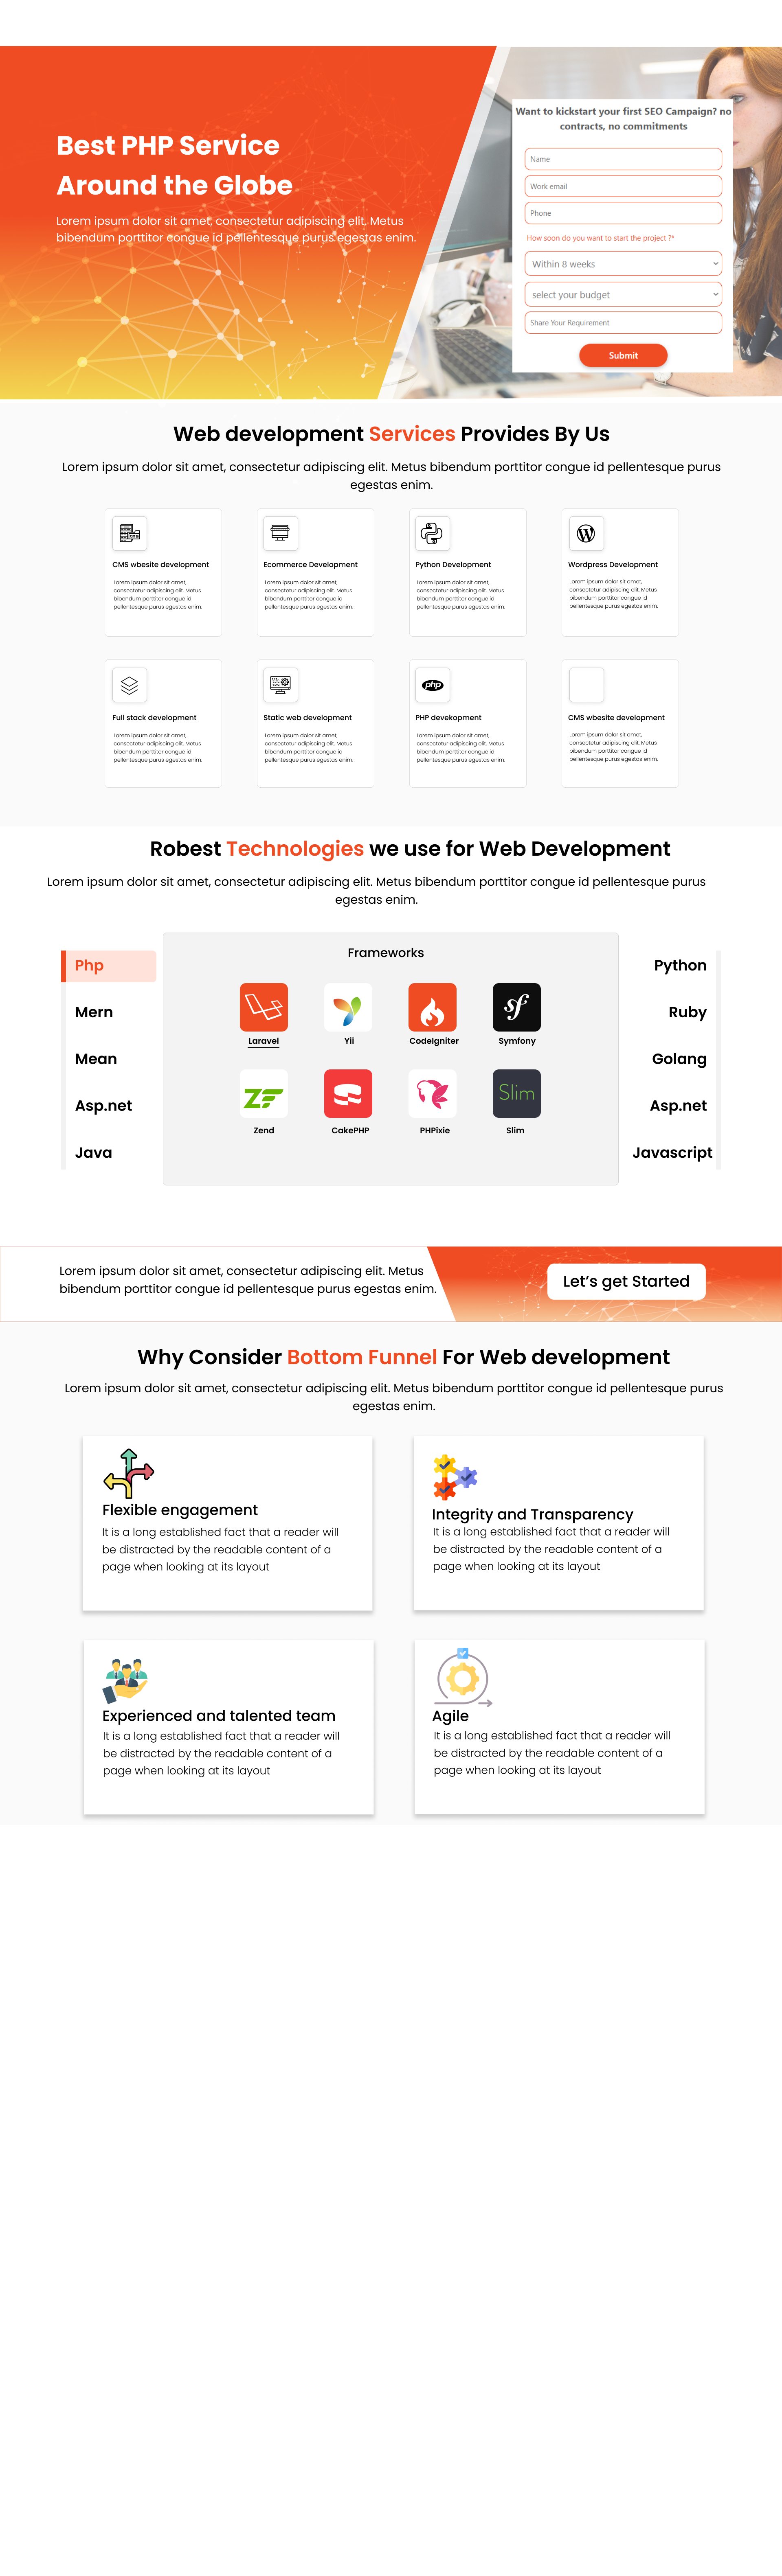 Best PHP Service
Around the Globe
Lorem ipsum dolor sit amet, consectetur adipiscing elit. Metus
bibendum porttitor congue id pellentesque purus egestas enim.
Want to kickstart your first SEO Campaign? no
contracts, no commitments
Name
Work email
Phone
How soon do you want to start the project ?*
Within 8 weeks
select your budget
Share Your Requirement
Submit
Web development Services Provides By Us
Lorem ipsum dolor sit amet, consectetur adipiscing elit. Metus bibendum porttitor congue id pellentesque purus
egestas enim.
CMS wbesite development
Lorem ipsum dolor sit amet,
consectetur adipiscing elit. Metus
bibendum porttitor congue id
pellentesque purus egestas enim.
Ecommerce Development
Lorem ipsum dolor sit amet,
consectetur adipiscing elit. Metus
bibendum porttitor congue id
pellentesque purus egestas enim.
Python Development
Lorem ipsum dolor sit amet,
consectetur adipiscing elit. Metus
bibendum porttitor congue id
pellentesque purus egestas enim.
Wordpress Development
Lorem ipsum dolor sit amet,
consectetur adipiscing elit. Metus
bibendum porttitor congue id
pellentesque purus egestas enim.
Full stack development
Lorem ipsum dolor sit amet,
consectetur adipiscing elit. Metus
bibendum porttitor congue id
pellentesque purus egestas enim.
Static web development
Lorem ipsum dolor sit amet,
consectetur adipiscing elit. Metus
bibendum porttitor congue id
pellentesque purus egestas enim.
php
PHP devekopment
Lorem ipsum dolor sit amet,
consectetur adipiscing elit. Metus
bibendum porttitor congue id
pellentesque purus egestas enim.
CMS wbesite development
Lorem ipsum dolor sit amet,
consectetur adipiscing elit. Metus
bibendum porttitor congue id
pellentesque purus egestas enim.
Robest Technologies we use for Web Development
Lorem ipsum dolor sit amet, consectetur adipiscing elit. Metus bibendum porttitor congue id pellentesque purus
egestas enim.
Php
Mern
Mean
Asp.net
Java
Frameworks
Laravel
Yii
CodeIgniter
sf
Symfony
ZF
Zend
CakePHP
PHPixie
Slim
Slim
Python
Ruby
Golang
Asp.net
Javascript
Lorem ipsum dolor sit amet, consectetur adipiscing elit. Metus
bibendum porttitor congue id pellentesque purus egestas enim.
Let's get Started
Why Consider Bottom Funnel For Web development
Lorem ipsum dolor sit amet, consectetur adipiscing elit. Metus bibendum porttitor congue id pellentesque purus
egestas enim.
Flexible engagement
It is a long established fact that a reader will
be distracted by the readable content of a
page when looking at its layout
Integrity and Transparency
It is a long established fact that a reader will
be distracted by the readable content of a
page when looking at its layout
Experienced and talented team
It is a long established fact that a reader will
be distracted by the readable content of a
page when looking at its layout
Agile
It is a long established fact that a reader will
be distracted by the readable content of a
page when looking at its layout